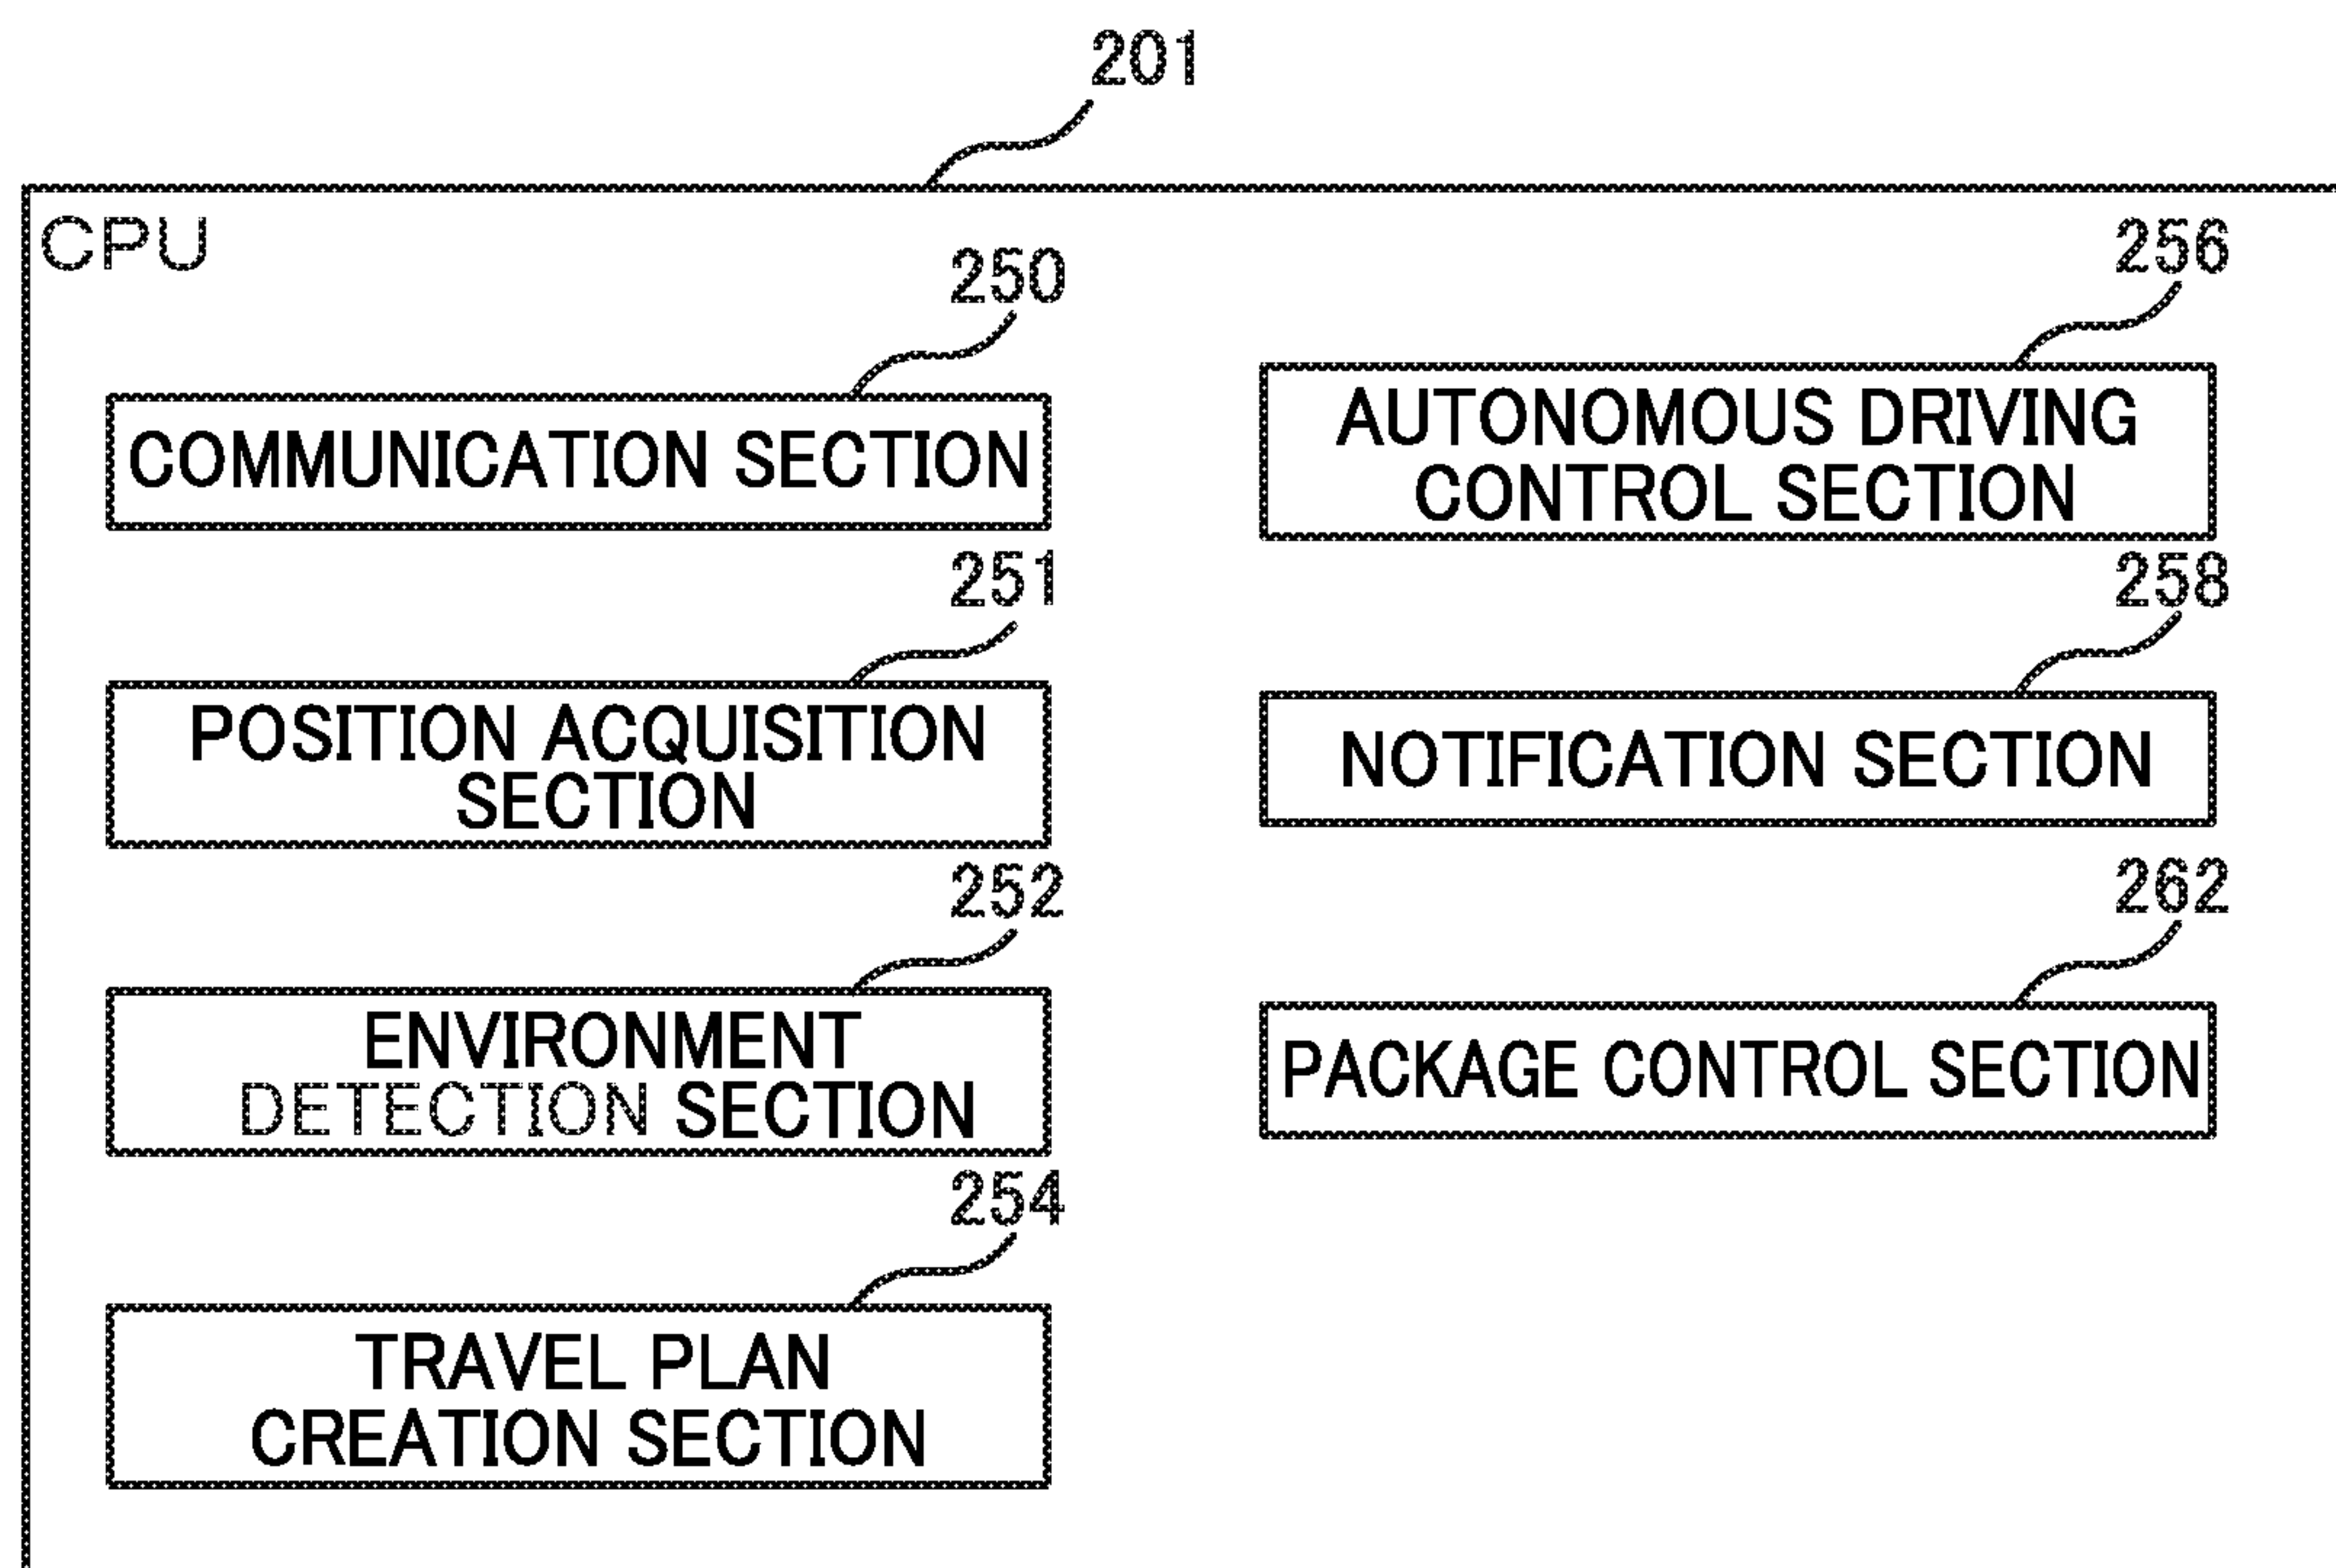 201
CPU
250
COMMUNICATION SECTION
251
POSITION ACQUISITION
SECTION
252
ENVIRONMENT
DETECTION SECTION
254
TRAVEL PLAN
CREATION SECTION
256
AUTONOMOUS DRIVING
CONTROL SECTION
258
NOTIFICATION SECTION
262
PACKAGE CONTROL SECTION